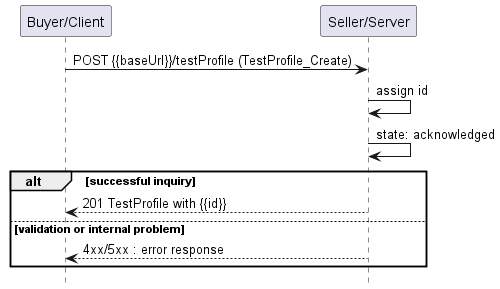 Buyer/Client
Seller/Server
POST {{baseUrl}}/testProfile (TestProfile_Create)
assign id
state: acknowledged
alt [successful inquiry]
201 TestProfile with {{id}}
[validation or internal problem]
4xx/5xx : error response